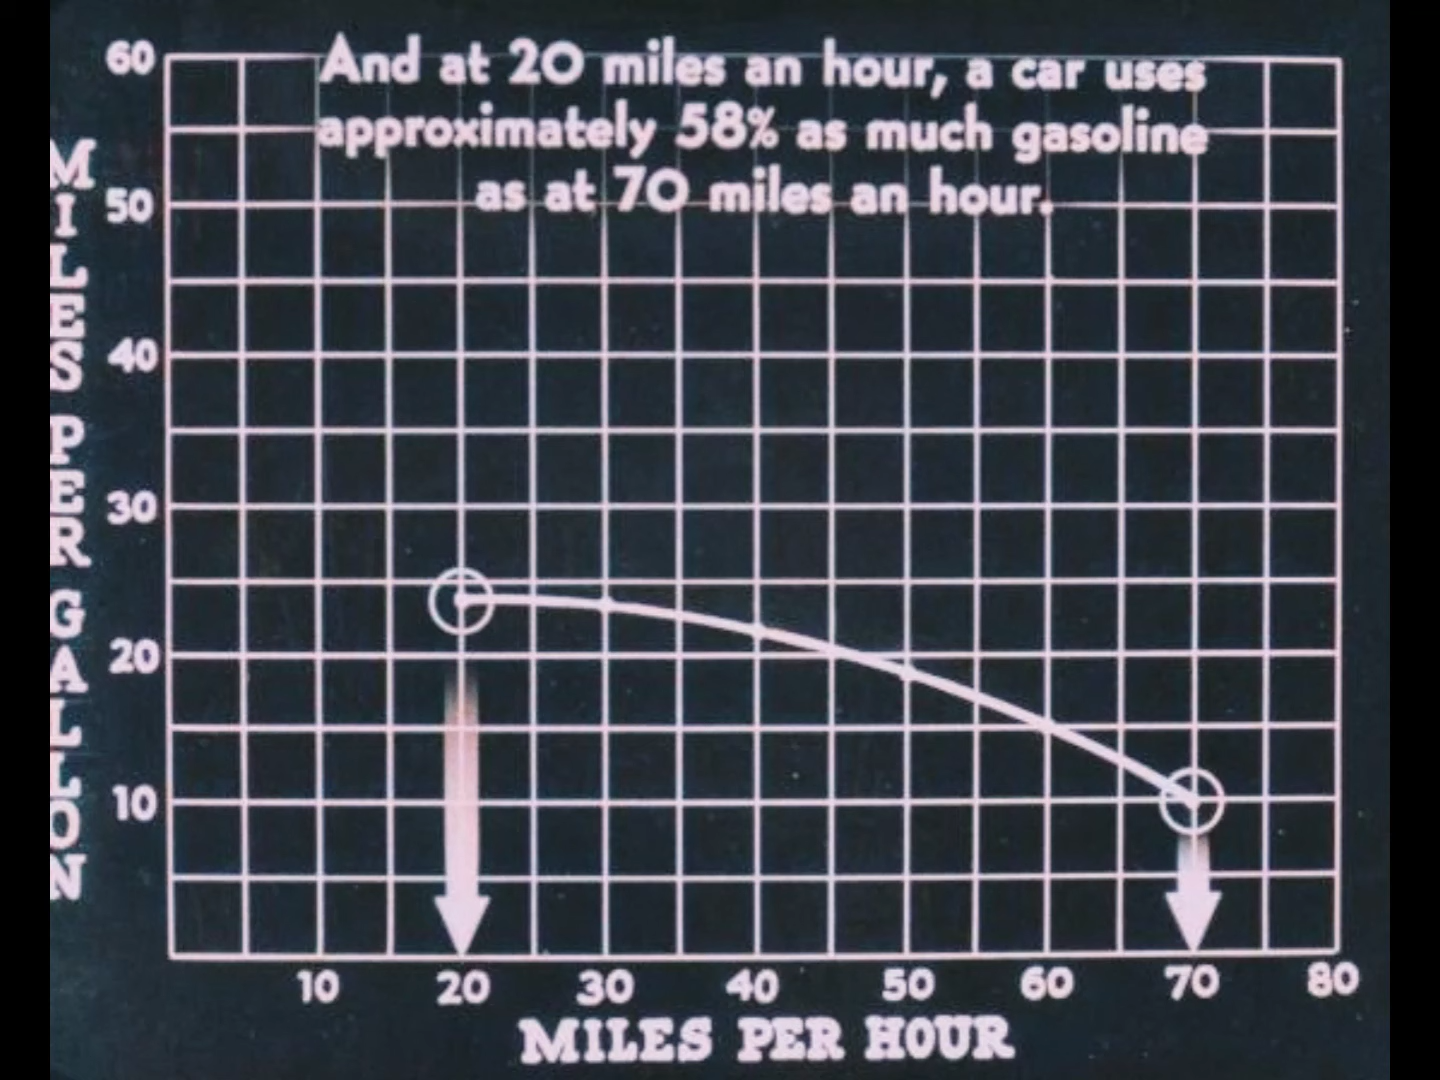 And at 20 miles an hour, a car uses
approximately 58% as much gasoline
as at 70 miles an hour.
60
50
40
30
20
10
MILES PER GALLON
10 20 30 40 50 60 70 80
MILES PER HOUR